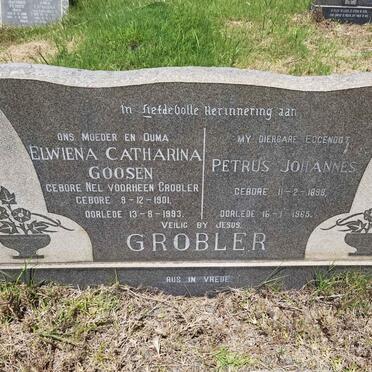 In Liefdevolle Herinnering aan
ONS MOEDER EN OUMA
ELWIENA CATHARINA
GOOSEN
GEBORE NEL VOORHEEN GROBLER
GEBORE 9-12-1901,
OORLEDE 13-8-1993.
MY DIERBARE EGGENOOT
PETRUS JOHANNES
GEBORE 11-2-1898,
OORLEDE 16-1-1965.
VEILIG BY JESUS.
GROBLER
RUS IN VREDE